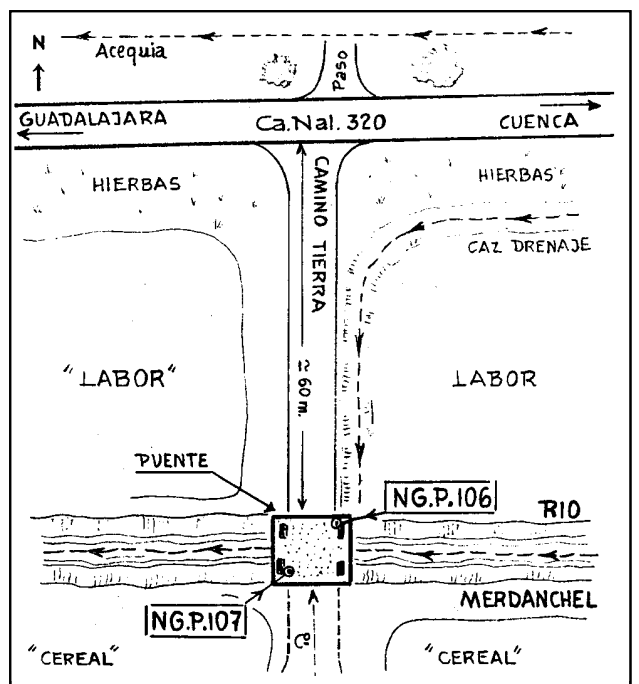 N
Acequia
Paso
GUADALAJARA
Ca.Nal. 320
CUENCA
HIERBAS
CAMINO TIERRA
HIERBAS
CAZ DRENAJE
"LABOR"
≃ 60 m.
LABOR
PUENTE
NG.P.106
RIO
NG.P.107
MERDANCHEL
Cº
"CEREAL"
"CEREAL"